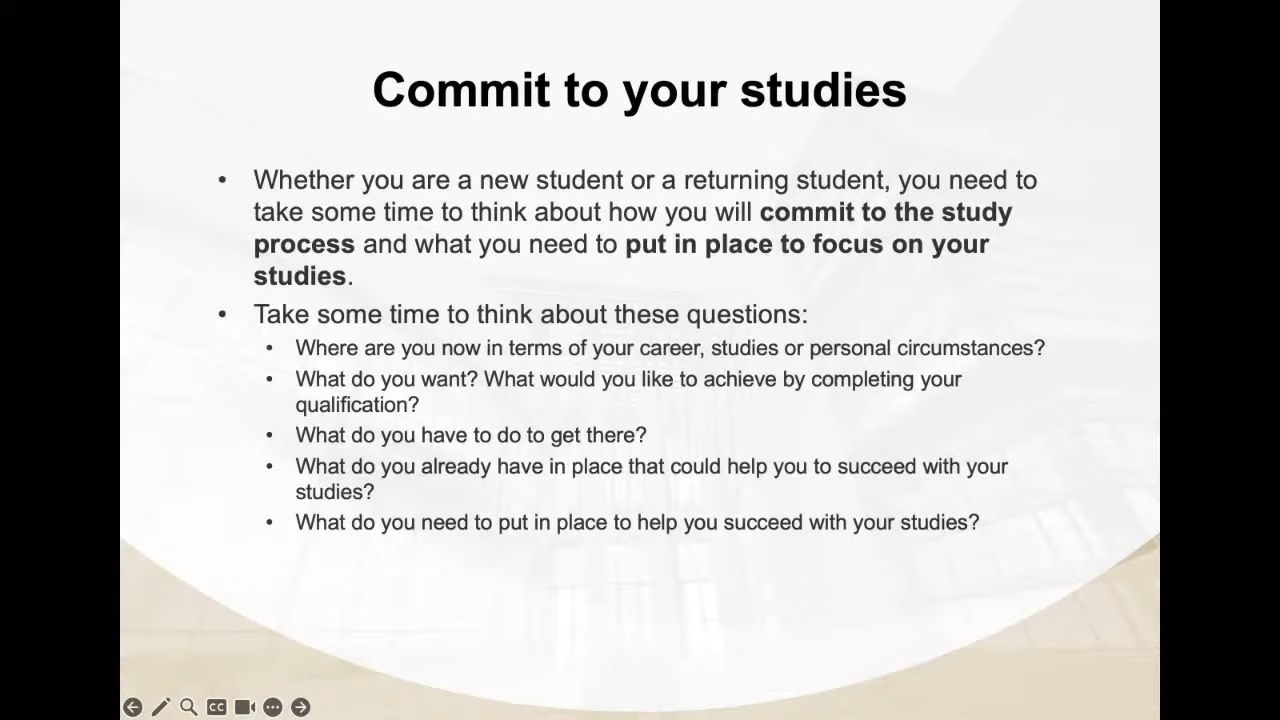 Commit to your studies
• Whether you are a new student or a returning student, you need to
take some time to think about how you will commit to the study
process and what you need to put in place to focus on your
studies.
• Take some time to think about these questions:
• Where are you now in terms of your career, studies or personal circumstances?
• What do you want? What would you like to achieve by completing your
qualification?
• What do you have to do to get there?
• What do you already have in place that could help you to succeed with your
studies?
• What do you need to put in place to help you succeed with your studies?
CC